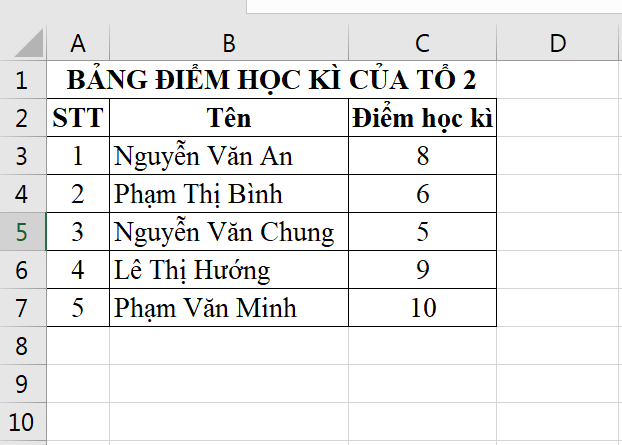 A B C D
1 BẢNG ĐIỂM HỌC KÌ CỦA TỔ 2
2 STT Tên Điểm học kì
3 1 Nguyễn Văn An 8
4 2 Phạm Thị Bình 6
5 3 Nguyễn Văn Chung 5
6 4 Lê Thị Hướng 9
7 5 Phạm Văn Minh 10
8
9
10